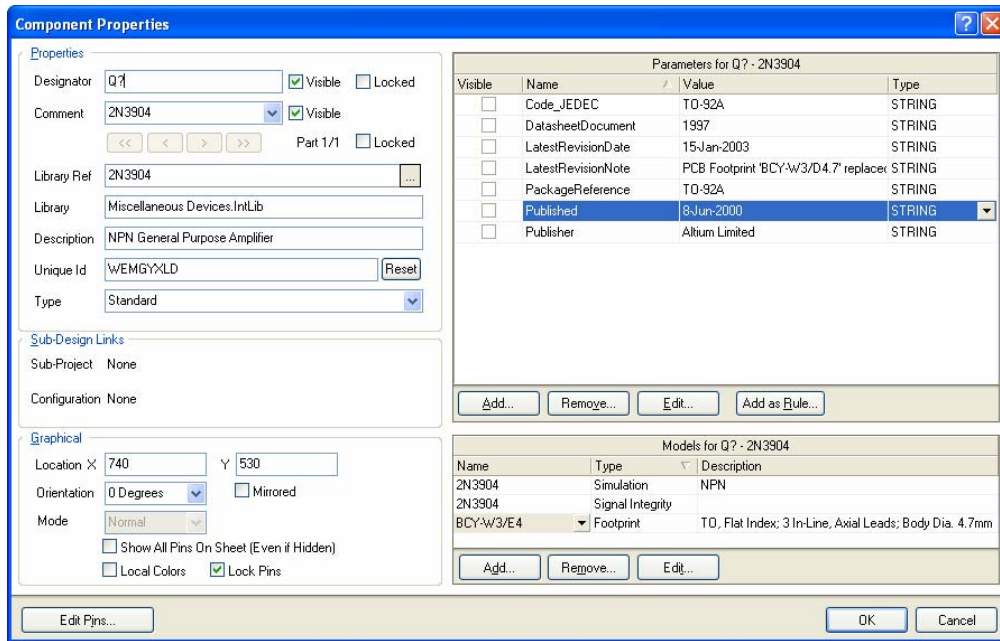 Component Properties
Properties
Designator Q? Visible Locked
Comment 2N3904 Visible
<< < > >> Part 1/1 Locked
Library Ref 2N3904 ...
Library Miscellaneous Devices.IntLib
Description NPN General Purpose Amplifier
Unique Id WEMGYXLD Reset
Type Standard
Sub-Design Links
Sub-Project None
Configuration None
Graphical
Location X 740 Y 530
Orientation 0 Degrees Mirrored
Mode Normal
Show All Pins On Sheet (Even if Hidden)
Local Colors Lock Pins
Parameters for Q? - 2N3904
Visible Name Value Type
Code_JEDEC TO-92A STRING
DatasheetDocument 1997 STRING
LatestRevisionDate 15-Jan-2003 STRING
LatestRevisionNote PCB Footprint 'BCY-W3/D4.7' replaced STRING
PackageReference TO-92A STRING
Published 8-Jun-2000 STRING
Publisher Altium Limited STRING
Add... Remove... Edit... Add as Rule...
Models for Q? - 2N3904
Name Type Description
2N3904 Simulation NPN
2N3904 Signal Integrity
BCY-W3/E4 Footprint TO, Flat Index; 3 In-Line, Axial Leads; Body Dia. 4.7mm
Add... Remove... Edit...
Edit Pins... OK Cancel